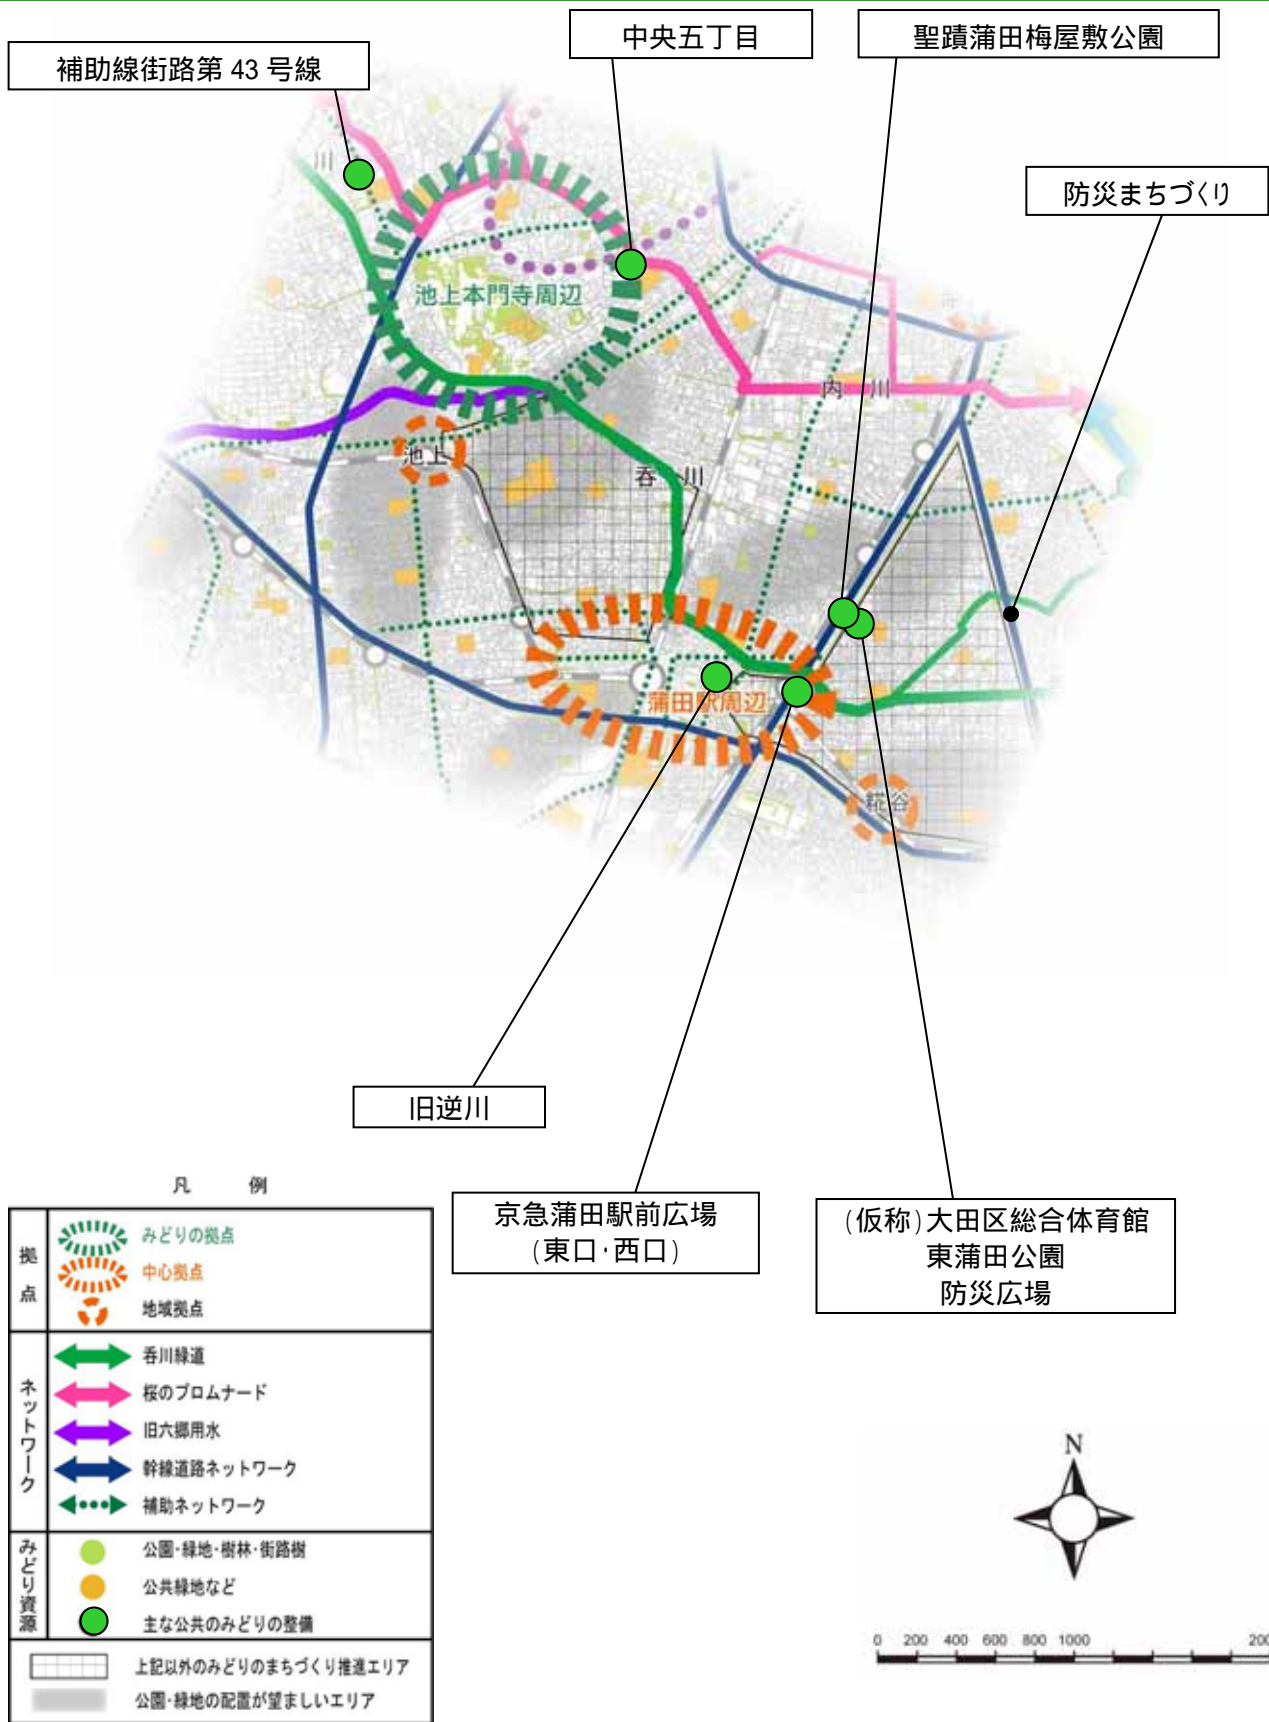 補助線街路第 43 号線
中央五丁目
聖蹟蒲田梅屋敷公園
防災まちづくり
川
池上本門寺周辺
内 川
池上
呑 川
蒲田駅周辺
糀谷
旧逆川
京急蒲田駅前広場
(東口・西口)
(仮称)大田区総合体育館
東蒲田公園
防災広場
凡 例
拠点
みどりの拠点
中心拠点
地域拠点
ネットワーク
呑川緑道
桜のプロムナード
旧六郷用水
幹線道路ネットワーク
補助ネットワーク
みどり資源
公園・緑地・樹林・街路樹
公共緑地など
主な公共のみどりの整備
上記以外のみどりのまちづくり推進エリア
公園・緑地の配置が望ましいエリア
N
0 200 400 600 800 1000 200